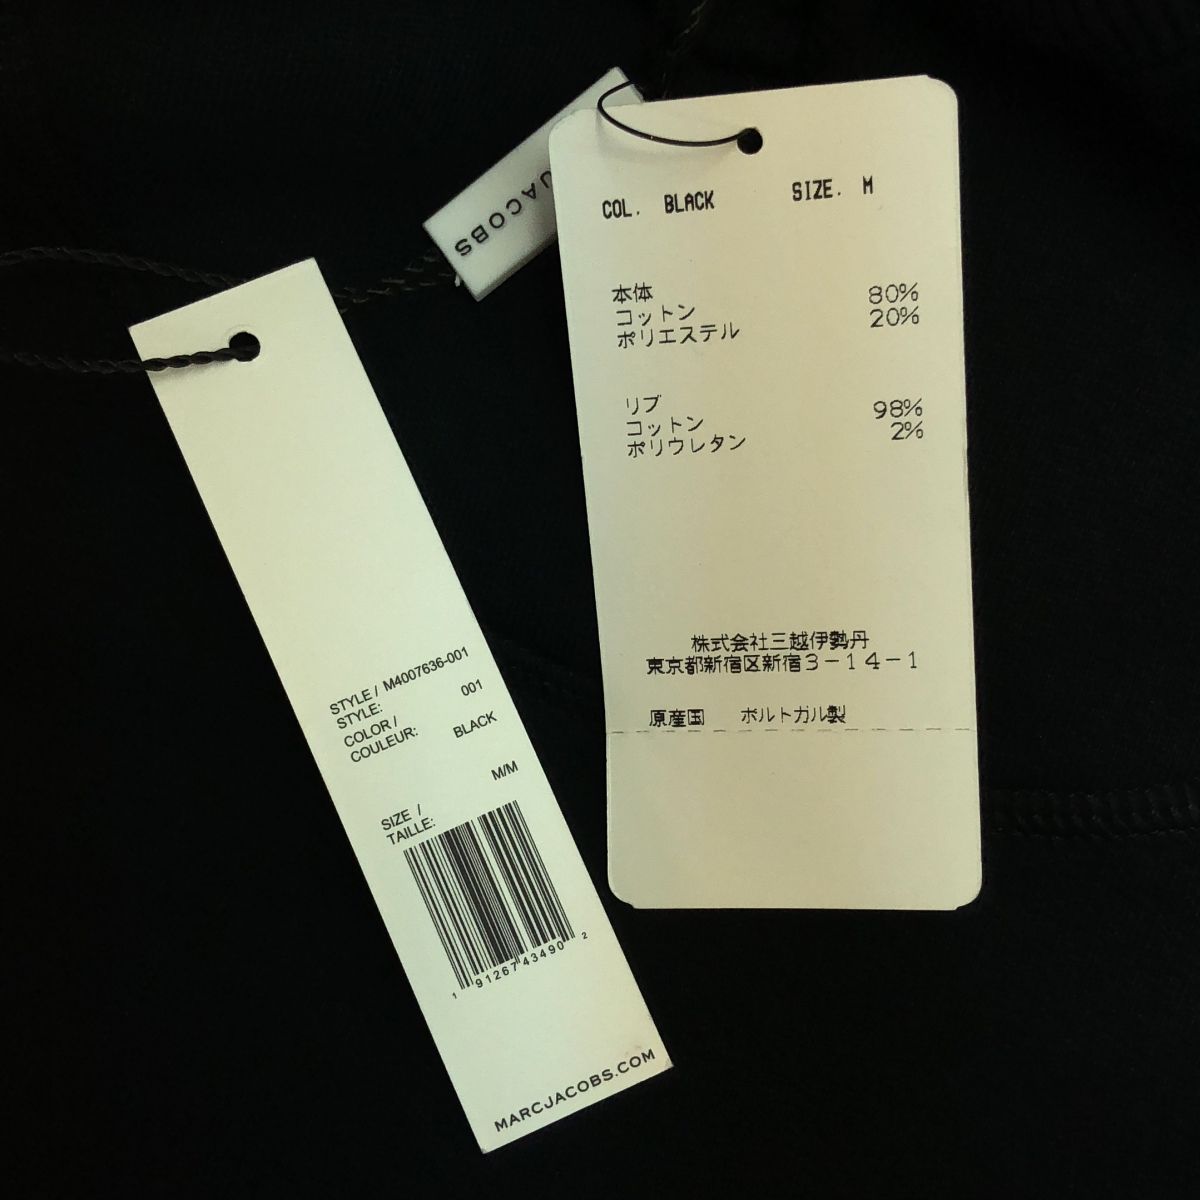 JACOBS
COL. BLACK SIZE. M
本体 80%
コットン 20%
ポリエステル
リブ 98%
コットン 2%
ポリウレタン
株式会社三越伊勢丹
東京都新宿区新宿3-14-1
原産国 ポルトガル製
STYLE / M4007636-001
STYLE:
COLOR / 001
COULEUR: BLACK
M/M
SIZE /
TAILLE:
1 91267 43490 2
MARCJACOBS.COM